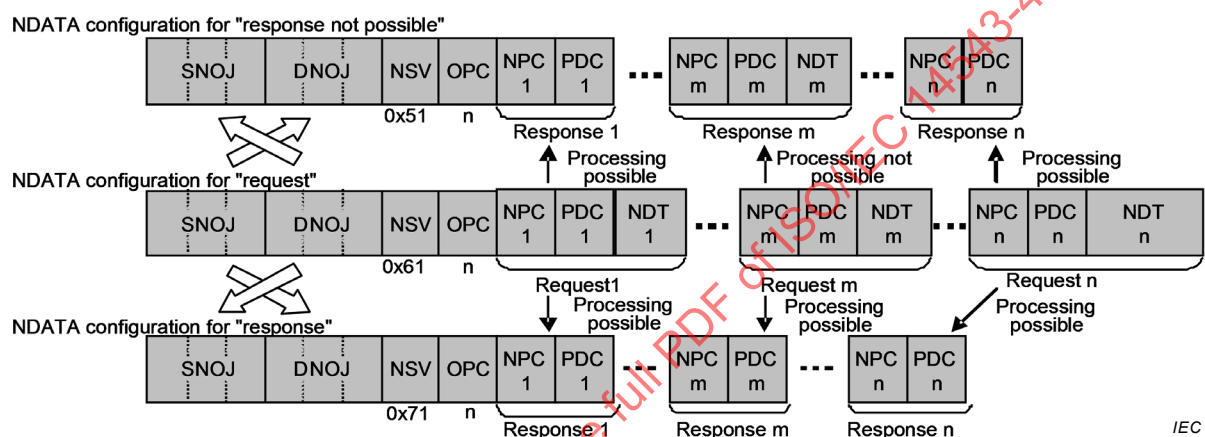 NDATA configuration for "response not possible"
SNOJ DNOJ NSV OPC NPC 1 PDC 1 NPC m PDC m NDT m NPC n PDC n
0x51 n
Response 1 Response m Response n
Processing possible Processing not possible Processing possible
NDATA configuration for "request"
SNOJ DNOJ NSV OPC NPC 1 PDC 1 NDT 1 NPC m PDC m NDT m NPC n PDC n NDT n
0x61 n
Request1 Request m Request n
Processing possible Processing possible Processing possible
NDATA configuration for "response"
SNOJ DNOJ NSV OPC NPC 1 PDC 1 NPC m PDC m NPC n PDC n
0x71 n
Response 1 Response m Response n
IEC
full PDF of ISO/IEC 14543-4